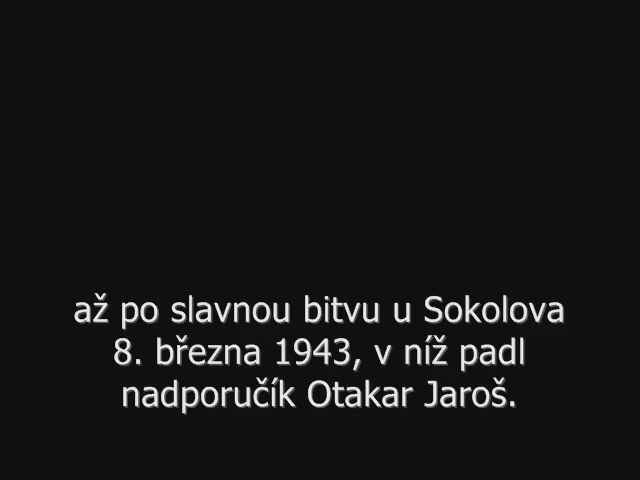 až po slavnou bitvu u Sokolova
8. března 1943, v níž padl
nadporučík Otakar Jaroš.